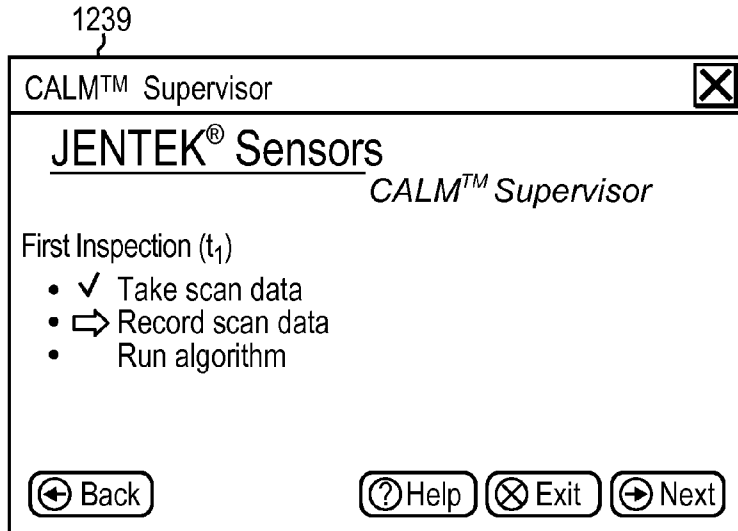 1239
CALM™ Supervisor
JENTEK® Sensors
CALM™ Supervisor
First Inspection (t₁)
• ✓ Take scan data
• ⇨ Record scan data
• Run algorithm
Back ? Help Exit Next